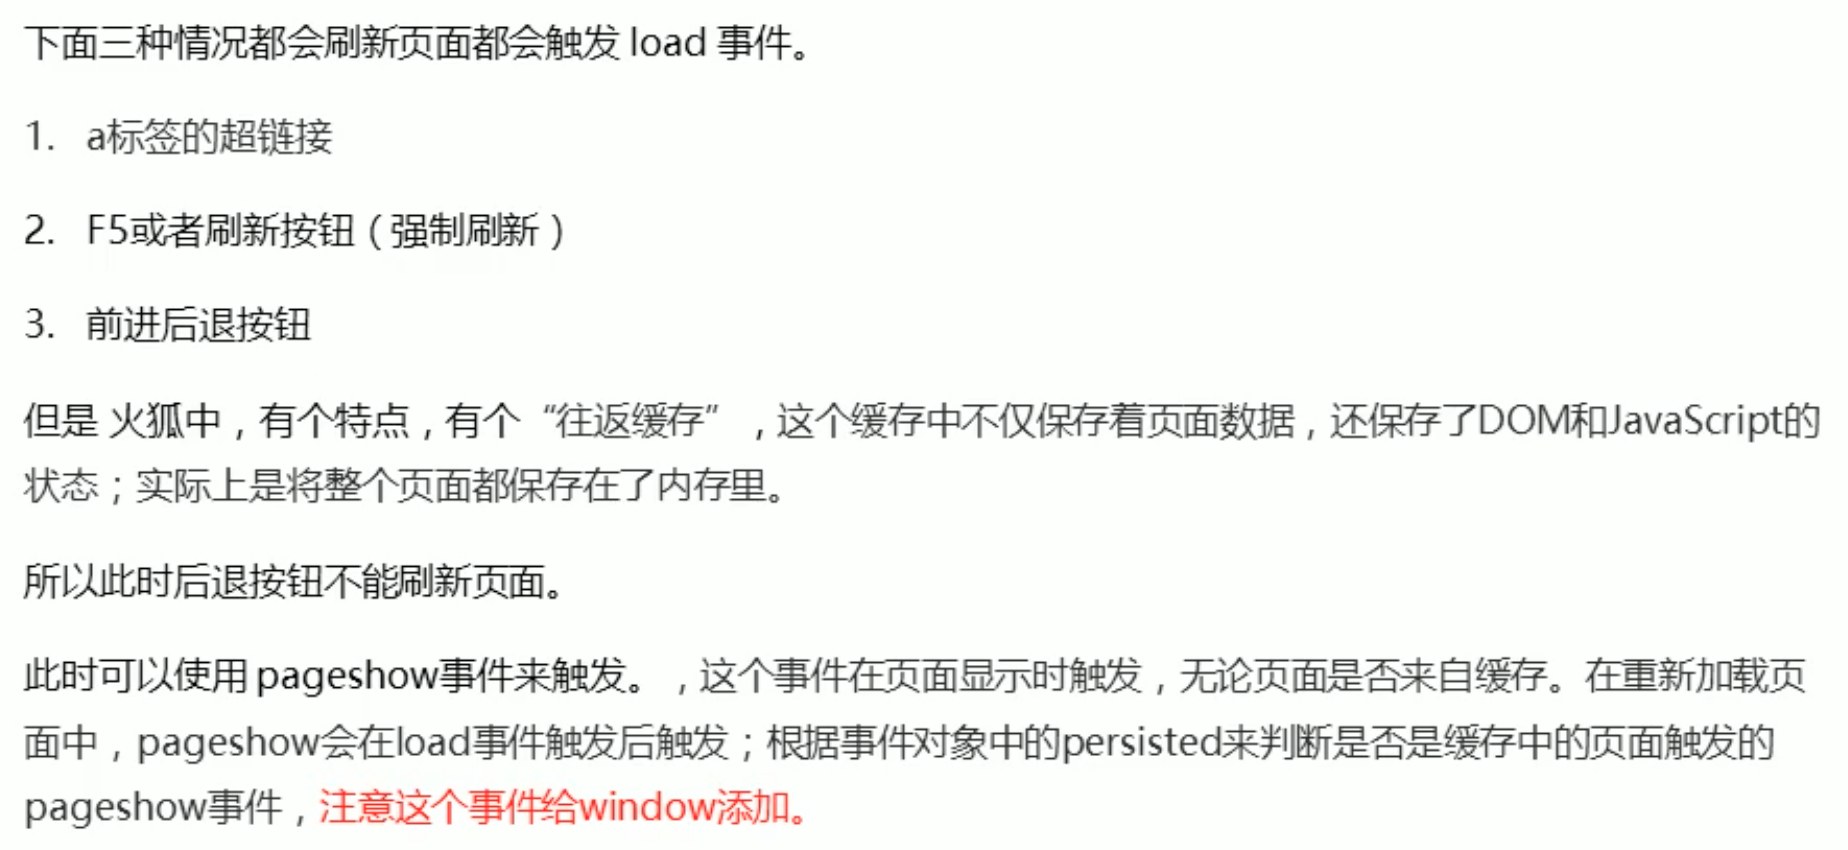 下面三种情况都会刷新页面都会触发 load 事件。
1. a标签的超链接
2. F5或者刷新按钮（强制刷新）
3. 前进后退按钮
但是 火狐中，有个特点，有个“往返缓存”，这个缓存中不仅保存着页面数据，还保存了DOM和JavaScript的
状态；实际上是将整个页面都保存在了内存里。
所以此时后退按钮不能刷新页面。
此时可以使用 pageshow事件来触发。，这个事件在页面显示时触发，无论页面是否来自缓存。在重新加载页
面中，pageshow会在load事件触发后触发；根据事件对象中的persisted来判断是否是缓存中的页面触发的
pageshow事件，注意这个事件给window添加。